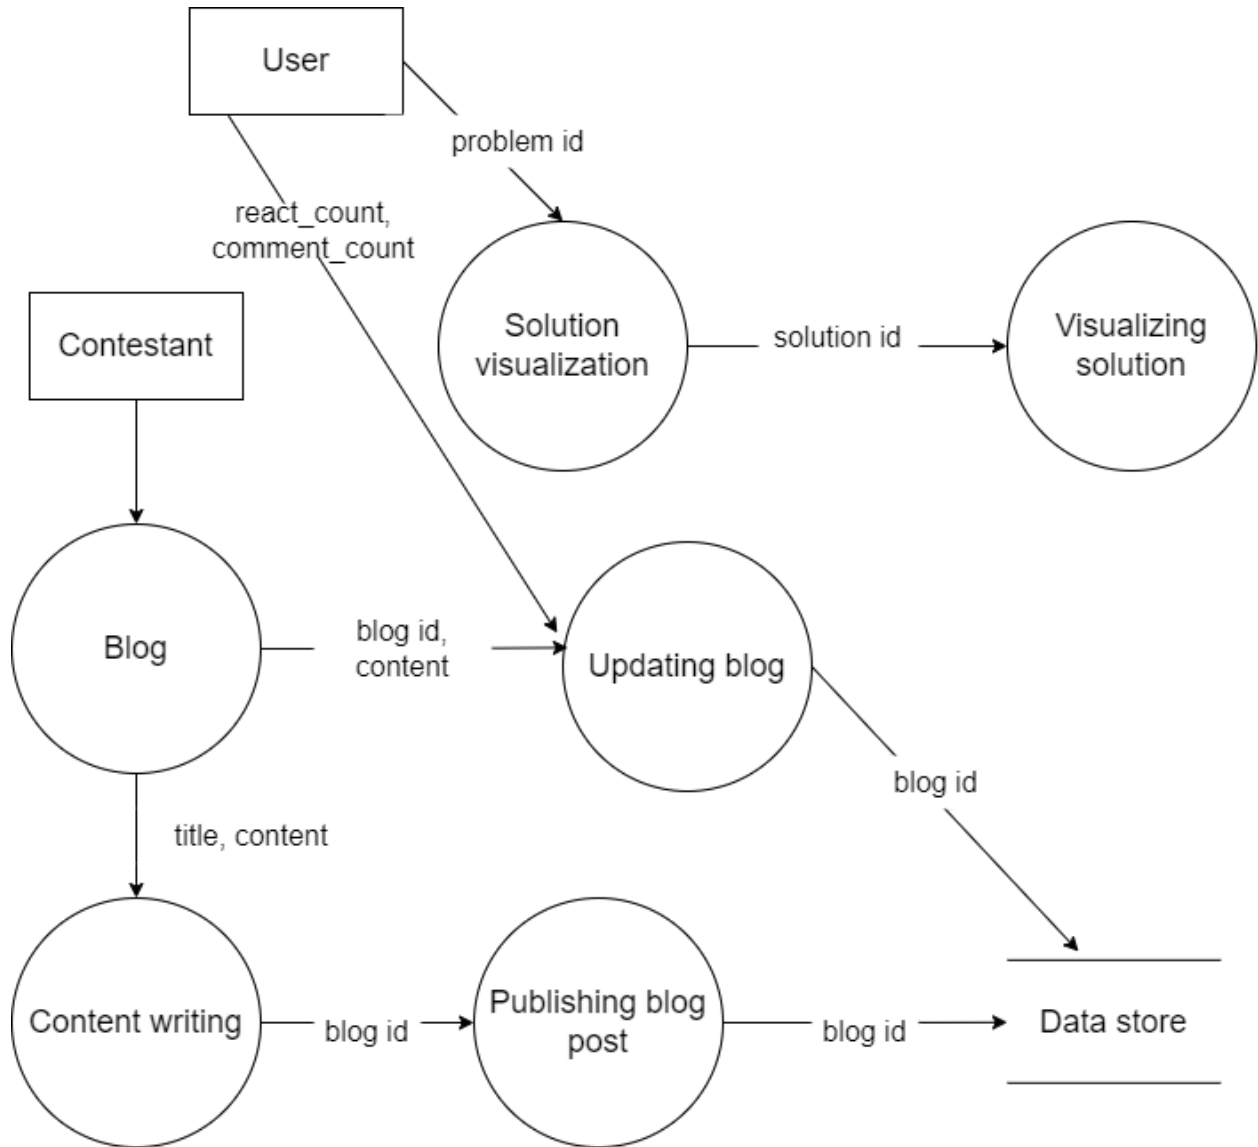 User
problem id
react_count,
comment_count
Contestant
Solution
visualization
solution id
Visualizing
solution
Blog
blog id,
content
Updating blog
blog id
title, content
Content writing
blog id
Publishing blog
post
blog id
Data store